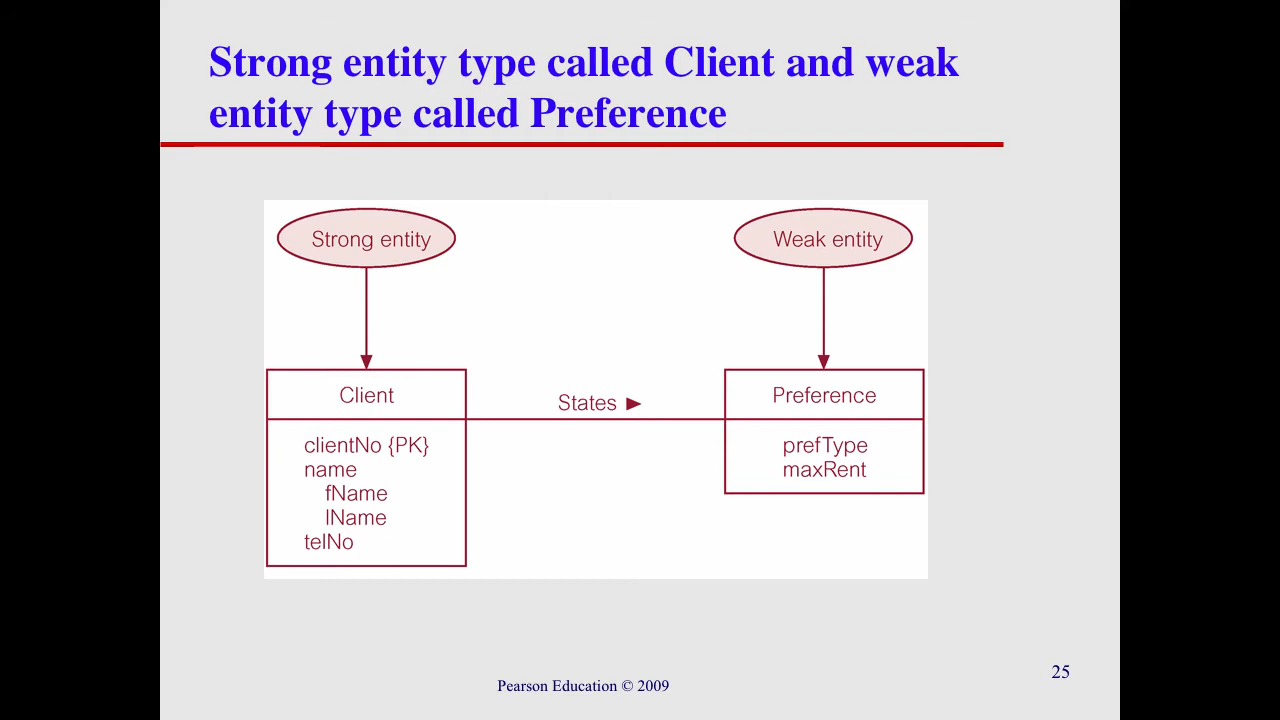 Strong entity type called Client and weak
entity type called Preference
Strong entity
Weak entity
Client
States ►
Preference
clientNo {PK}
name
fName
lName
telNo
prefType
maxRent
Pearson Education © 2009
25